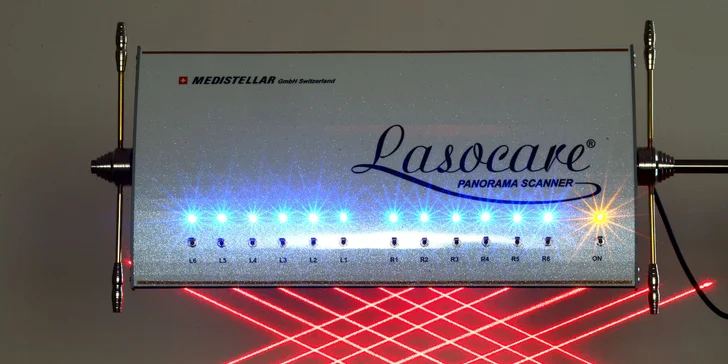 MEDISTELLAR GmbH Switzerland
Lasocare®
PANORAMA SCANNER
L6 L5 L4 L3 L2 L1 R1 R2 R3 R4 R5 R6 ON